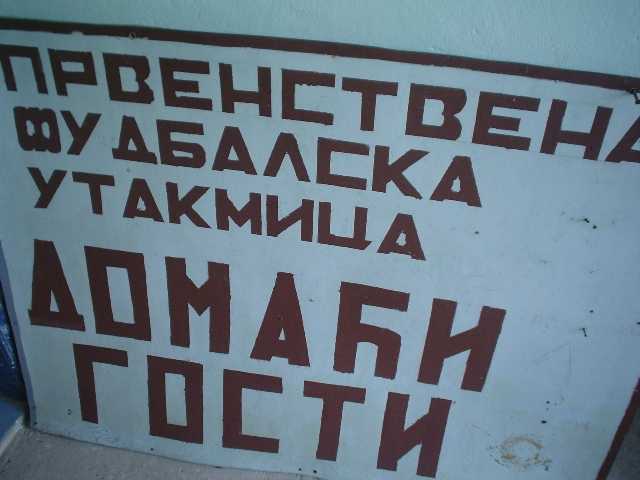 ПРВЕНСТВЕНА
ФУДБАЛСКА
УТАКМИЦА
ДОМАЋИ
ГОСТИ